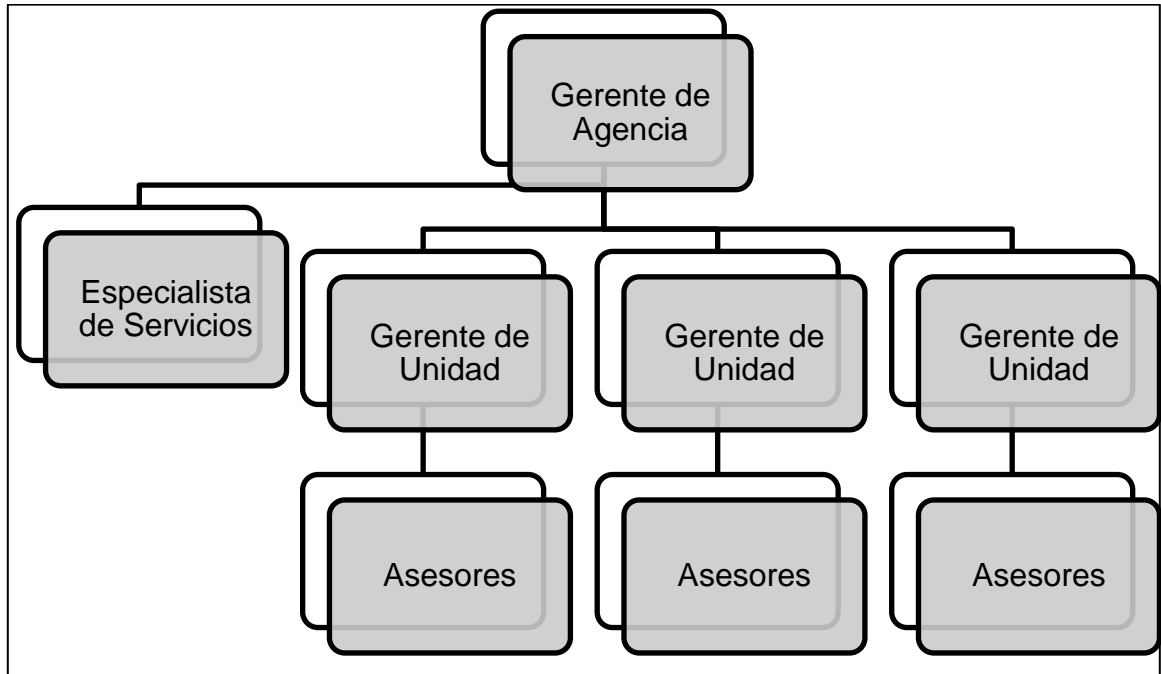 Gerente de
Agencia
Especialista
de Servicios
Gerente de
Unidad
Gerente de
Unidad
Gerente de
Unidad
Asesores
Asesores
Asesores